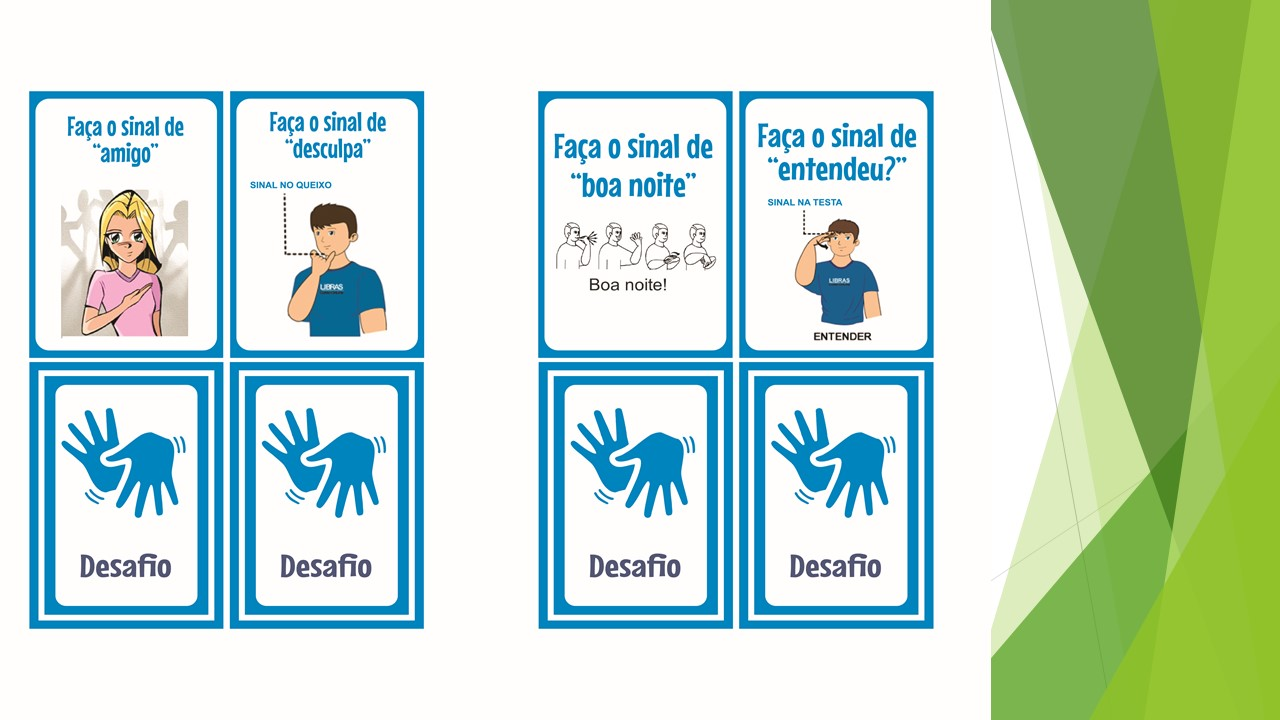 Faça o sinal de
“amigo”
Faça o sinal de
“desculpa”
SINAL NO QUEIXO
LIBRAS
Desafio
Desafio
Faça o sinal de
“boa noite”
Boa noite!
Faça o sinal de
“entendeu?”
SINAL NA TESTA
LIBRAS
ENTENDER
Desafio
Desafio